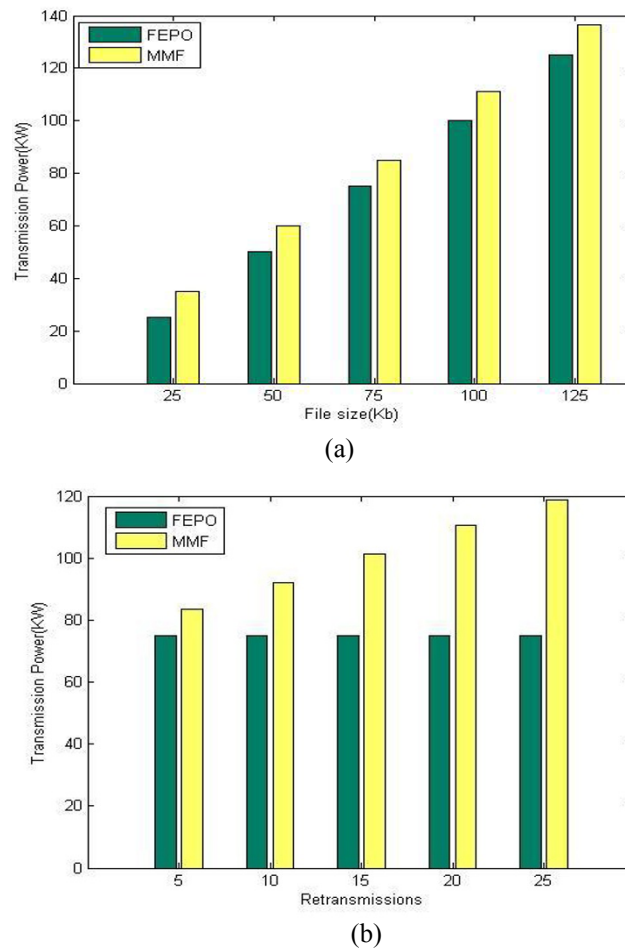 140
120
100
80
60
40
20
0
FEPO
MMF
Transmission Power(KW)
25 50 75 100 125
File size(Kb)
(a)
120
100
80
60
40
20
0
FEPO
MMF
Transmission Power(KW)
5 10 15 20 25
Retransmissions
(b)